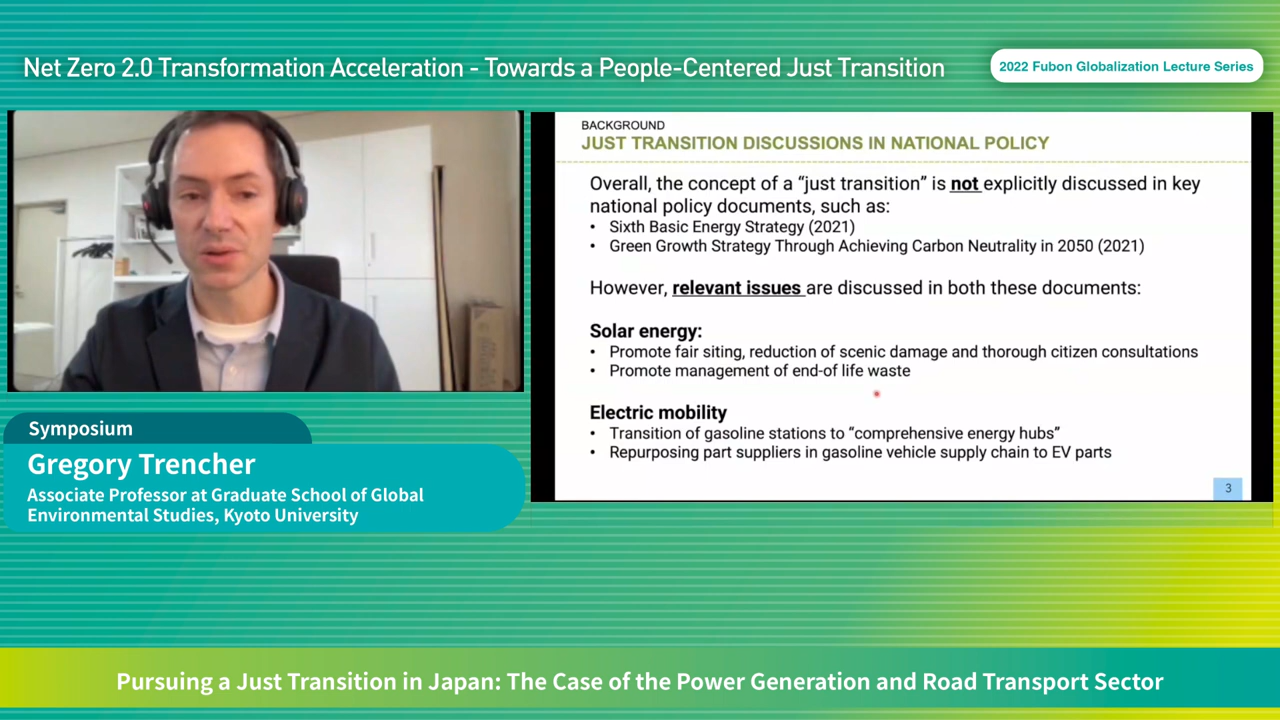 Net Zero 2.0 Transformation Acceleration - Towards a People-Centered Just Transition
2022 Fubon Globalization Lecture Series
BACKGROUND
JUST TRANSITION DISCUSSIONS IN NATIONAL POLICY
Overall, the concept of a “just transition” is not explicitly discussed in key
national policy documents, such as:
• Sixth Basic Energy Strategy (2021)
• Green Growth Strategy Through Achieving Carbon Neutrality in 2050 (2021)
However, relevant issues are discussed in both these documents:
Solar energy:
• Promote fair siting, reduction of scenic damage and thorough citizen consultations
• Promote management of end-of life waste
Electric mobility
• Transition of gasoline stations to “comprehensive energy hubs”
• Repurposing part suppliers in gasoline vehicle supply chain to EV parts
3
Symposium
Gregory Trencher
Associate Professor at Graduate School of Global
Environmental Studies, Kyoto University
Pursuing a Just Transition in Japan: The Case of the Power Generation and Road Transport Sector